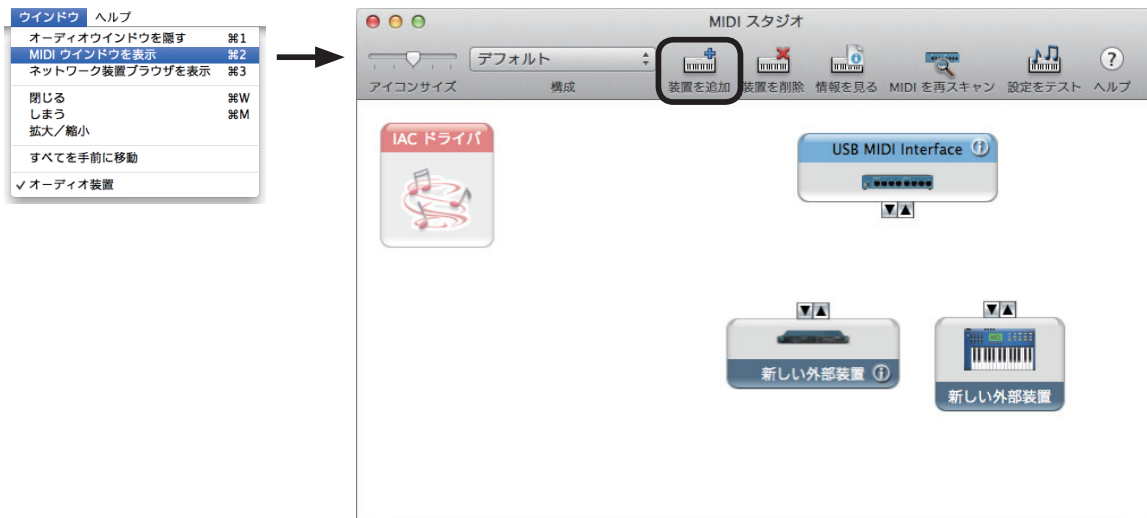 ウインドウ ヘルプ
オーディオウインドウを隠す ⌘1
MIDI ウインドウを表示 ⌘2
ネットワーク装置ブラウザを表示 ⌘3
閉じる ⌘W
しまう ⌘M
拡大／縮小
すべてを手前に移動
✓オーディオ装置
MIDI スタジオ
デフォルト
アイコンサイズ 構成 装置を追加 装置を削除 情報を見る MIDI を再スキャン 設定をテスト ヘルプ
IAC ドライバ
USB MIDI Interface
新しい外部装置
新しい外部装置